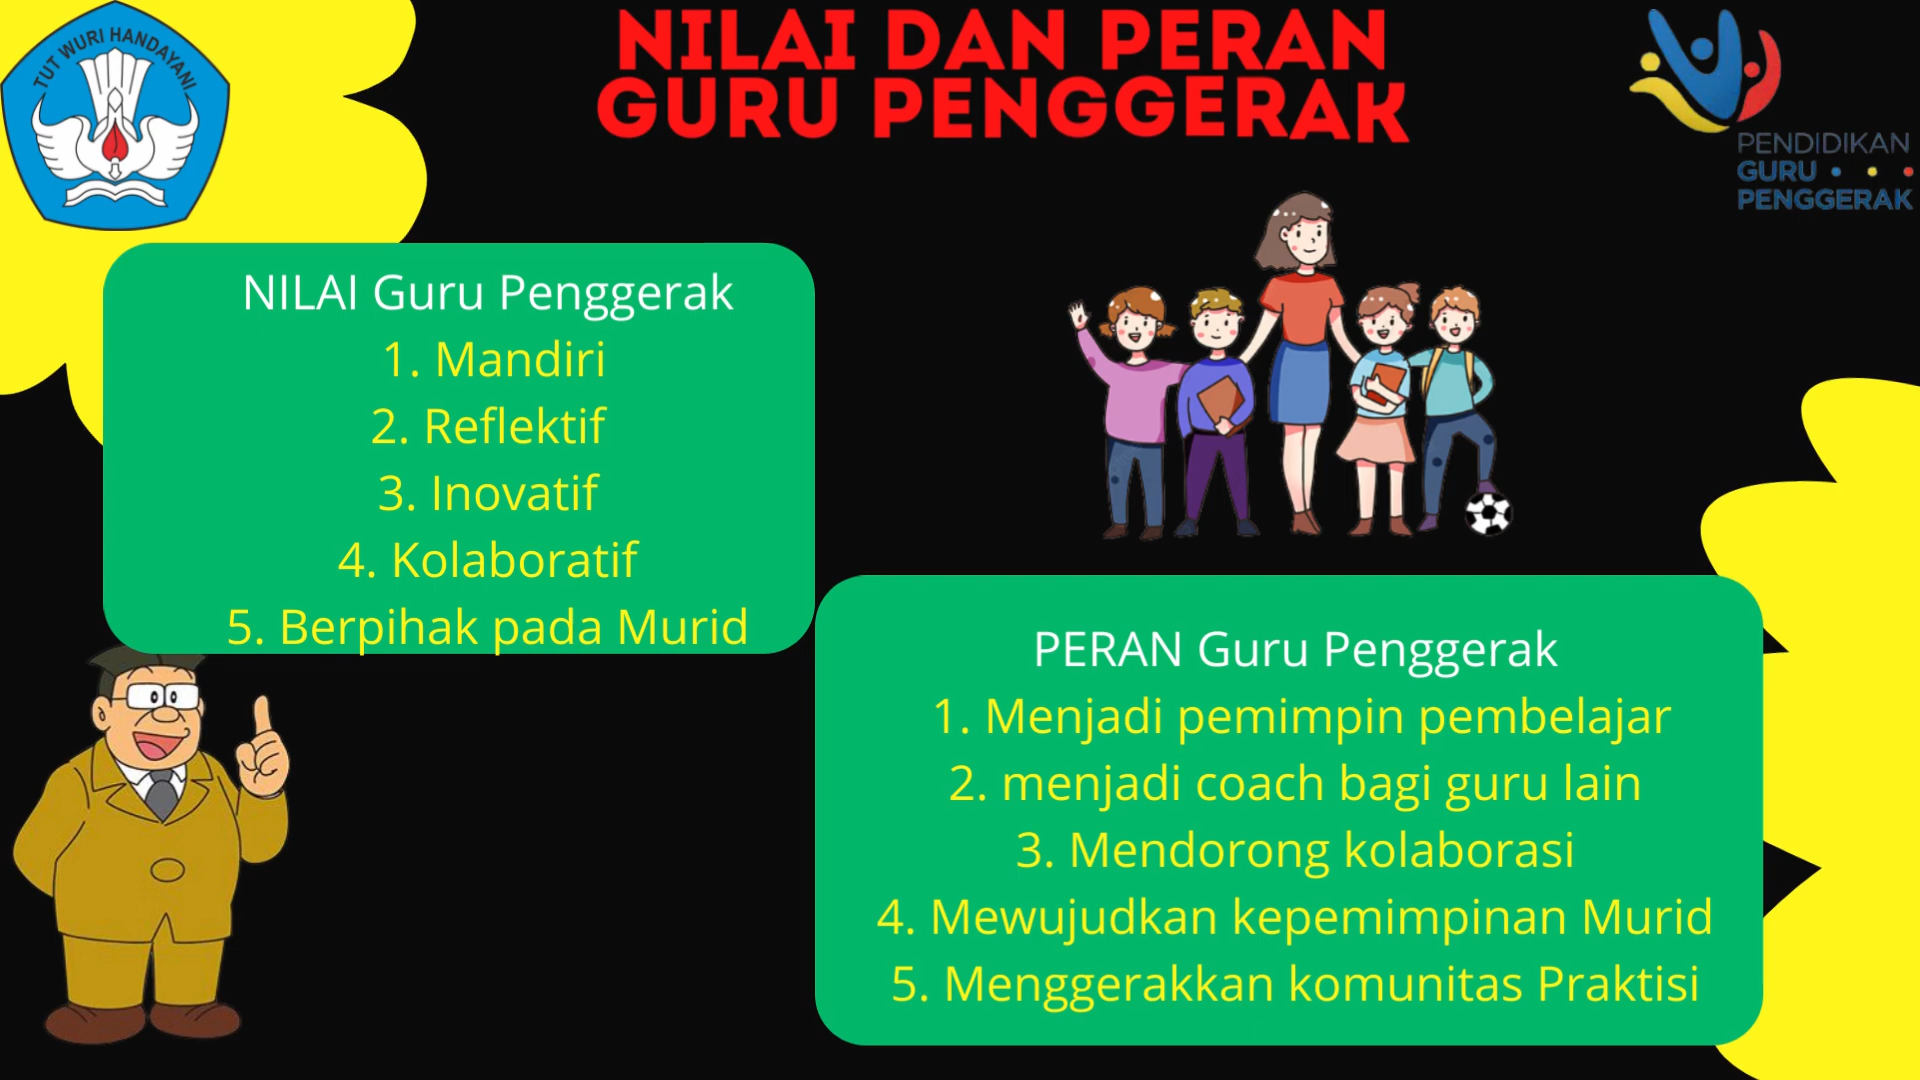 TUT WURI HANDAYANI
NILAI DAN PERAN
GURU PENGGERAK
PENDIDIKAN
GURU
PENGGERAK
NILAI Guru Penggerak
1. Mandiri
2. Reflektif
3. Inovatif
4. Kolaboratif
5. Berpihak pada Murid
PERAN Guru Penggerak
1. Menjadi pemimpin pembelajar
2. menjadi coach bagi guru lain
3. Mendorong kolaborasi
4. Mewujudkan kepemimpinan Murid
5. Menggerakkan komunitas Praktisi